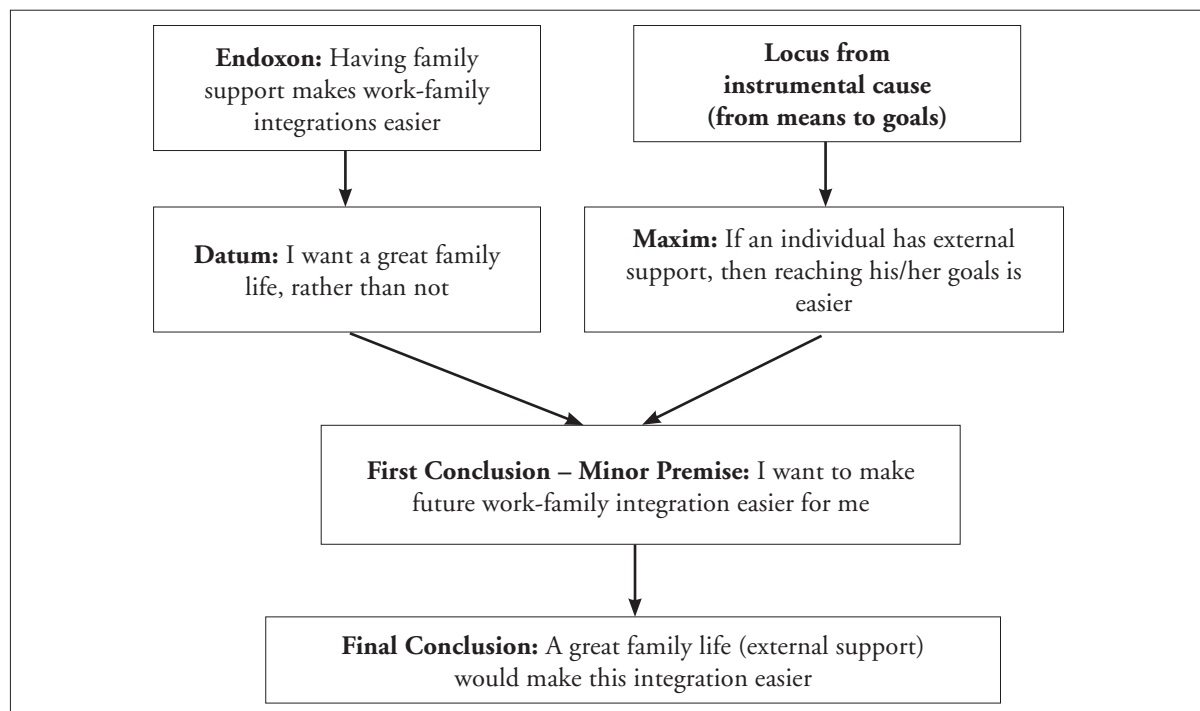 Endoxon: Having family
support makes work-family
integrations easier
Locus from
instrumental cause
(from means to goals)
Datum: I want a great family
life, rather than not
Maxim: If an individual has external
support, then reaching his/her goals is
easier
First Conclusion – Minor Premise: I want to make
future work-family integration easier for me
Final Conclusion: A great family life (external support)
would make this integration easier